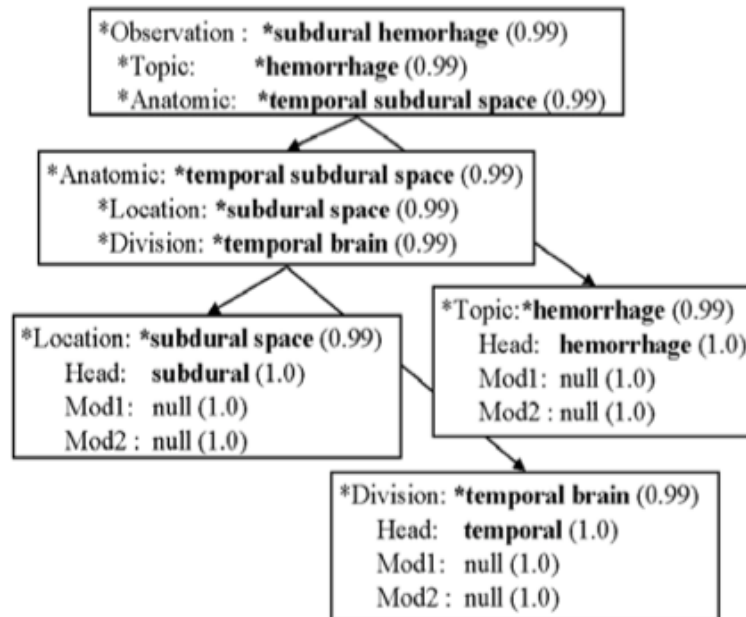 *Observation : *subdural hemorhage (0.99)
*Topic: *hemorrhage (0.99)
*Anatomic: *temporal subdural space (0.99)
*Anatomic: *temporal subdural space (0.99)
*Location: *subdural space (0.99)
*Division: *temporal brain (0.99)
*Location: *subdural space (0.99)
Head: subdural (1.0)
Mod1: null (1.0)
Mod2 : null (1.0)
*Topic:*hemorrhage (0.99)
Head: hemorrhage (1.0)
Mod1: null (1.0)
Mod2 : null (1.0)
*Division: *temporal brain (0.99)
Head: temporal (1.0)
Mod1: null (1.0)
Mod2 : null (1.0)